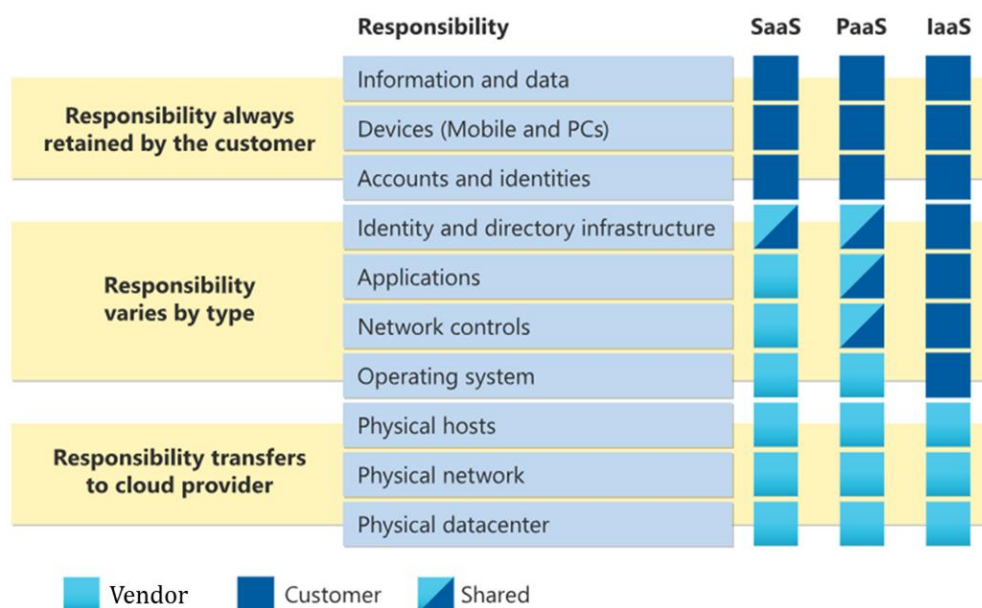 Responsibility SaaS PaaS IaaS
Information and data
Responsibility always
retained by the customer
Devices (Mobile and PCs)
Accounts and identities
Identity and directory infrastructure
Responsibility
varies by type
Applications
Network controls
Operating system
Physical hosts
Responsibility transfers
to cloud provider
Physical network
Physical datacenter
Vendor Customer Shared